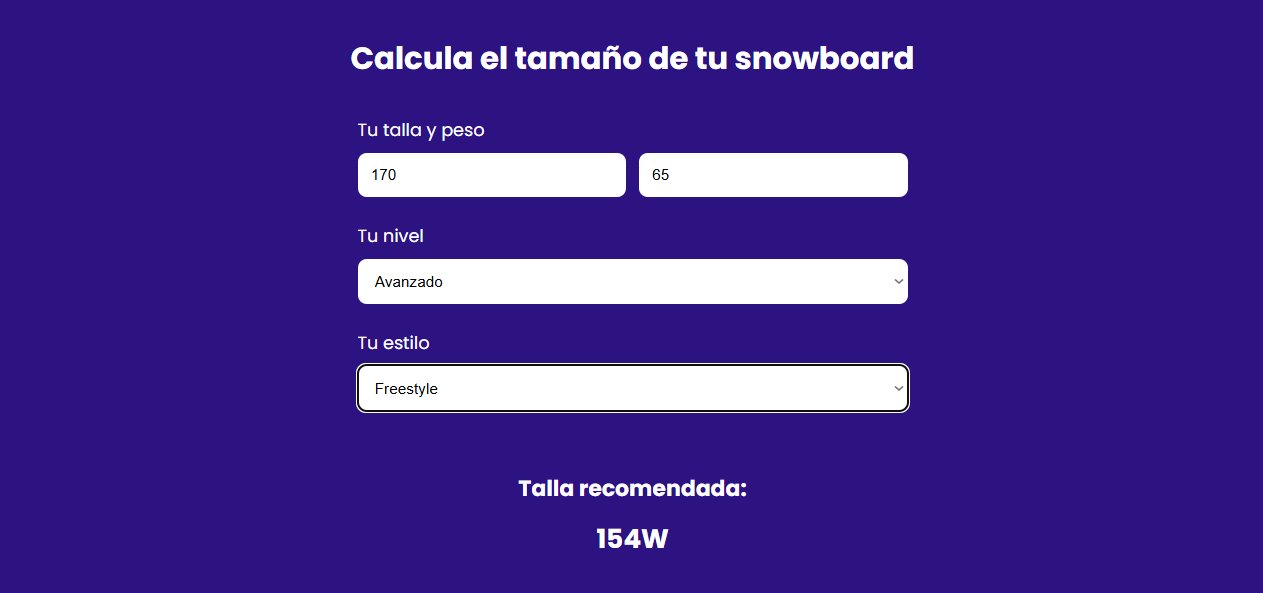 Calcula el tamaño de tu snowboard
Tu talla y peso
170 65
Tu nivel
Avanzado
Tu estilo
Freestyle
Talla recomendada:
154W